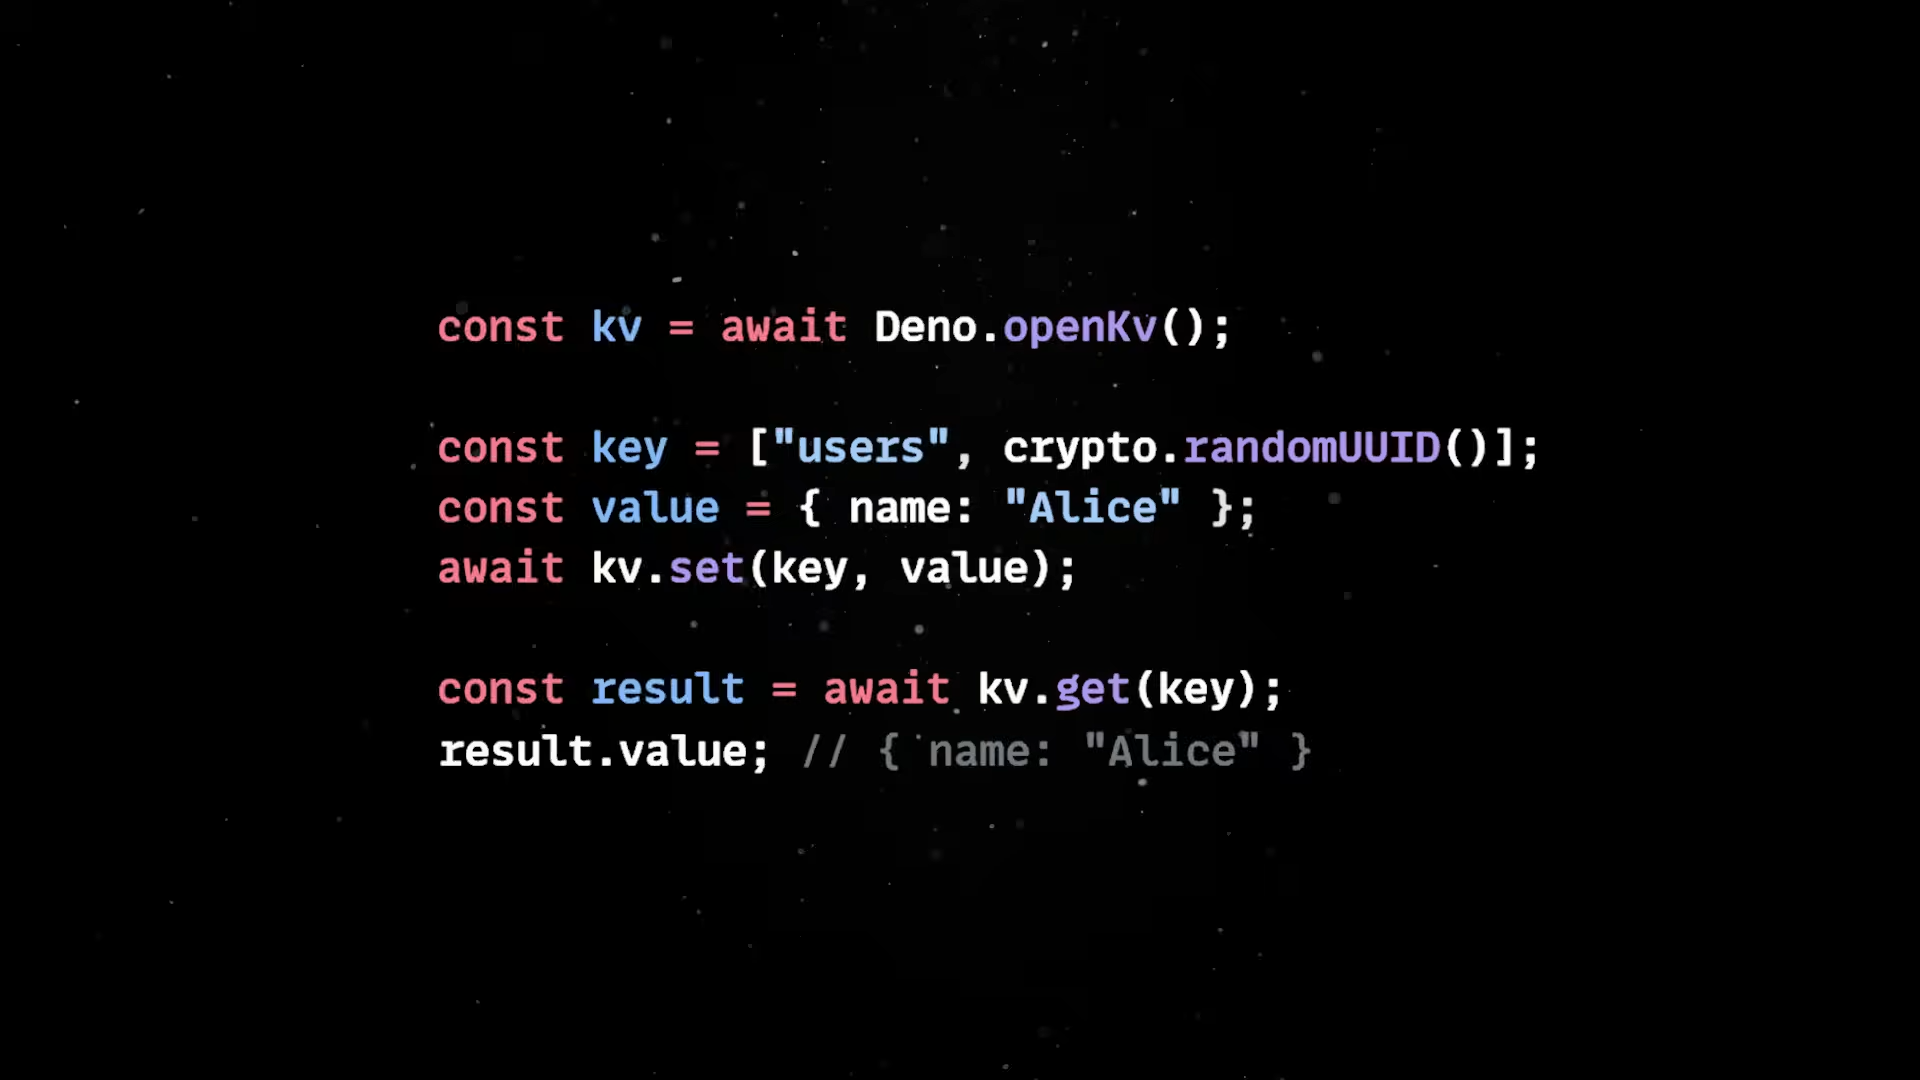 const kv = await Deno.openKv();
const key = ["users", crypto.randomUUID()];
const value = { name: "Alice" };
await kv.set(key, value);
const result = await kv.get(key);
result.value; // { name: "Alice" }